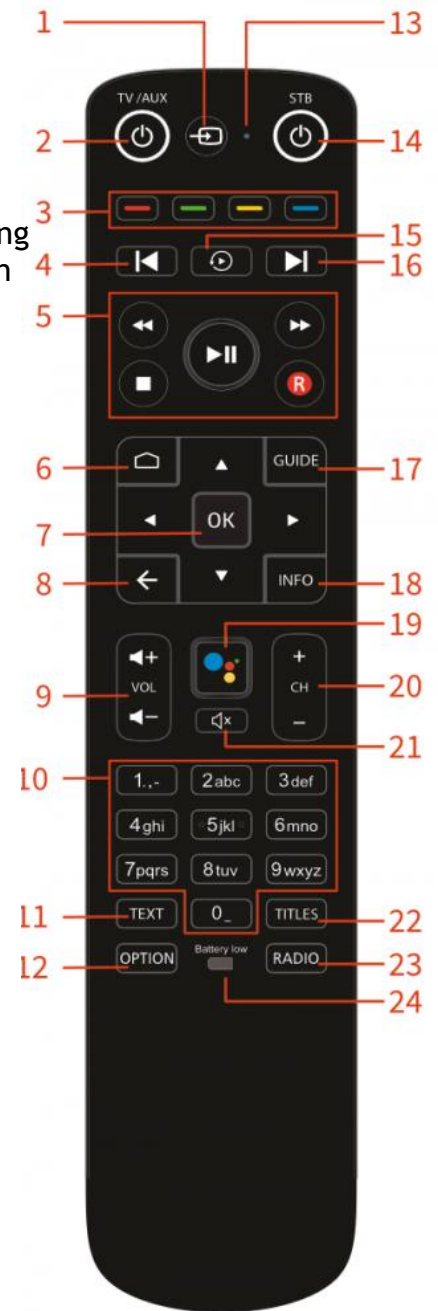 1
13
TV /AUX
STB
2
14
3
ng
15
n
4
16
5
R
6
GUIDE
17
7
OK
8
INFO
18
19
+
+
9
VOL
CH
20
−
−
21
10
1.,-
2abc
3def
4ghi
5jkl
6mno
7pqrs
8tuv
9wxyz
11
TEXT
0_
TITLES
22
12
OPTION
Battery low
RADIO
23
24